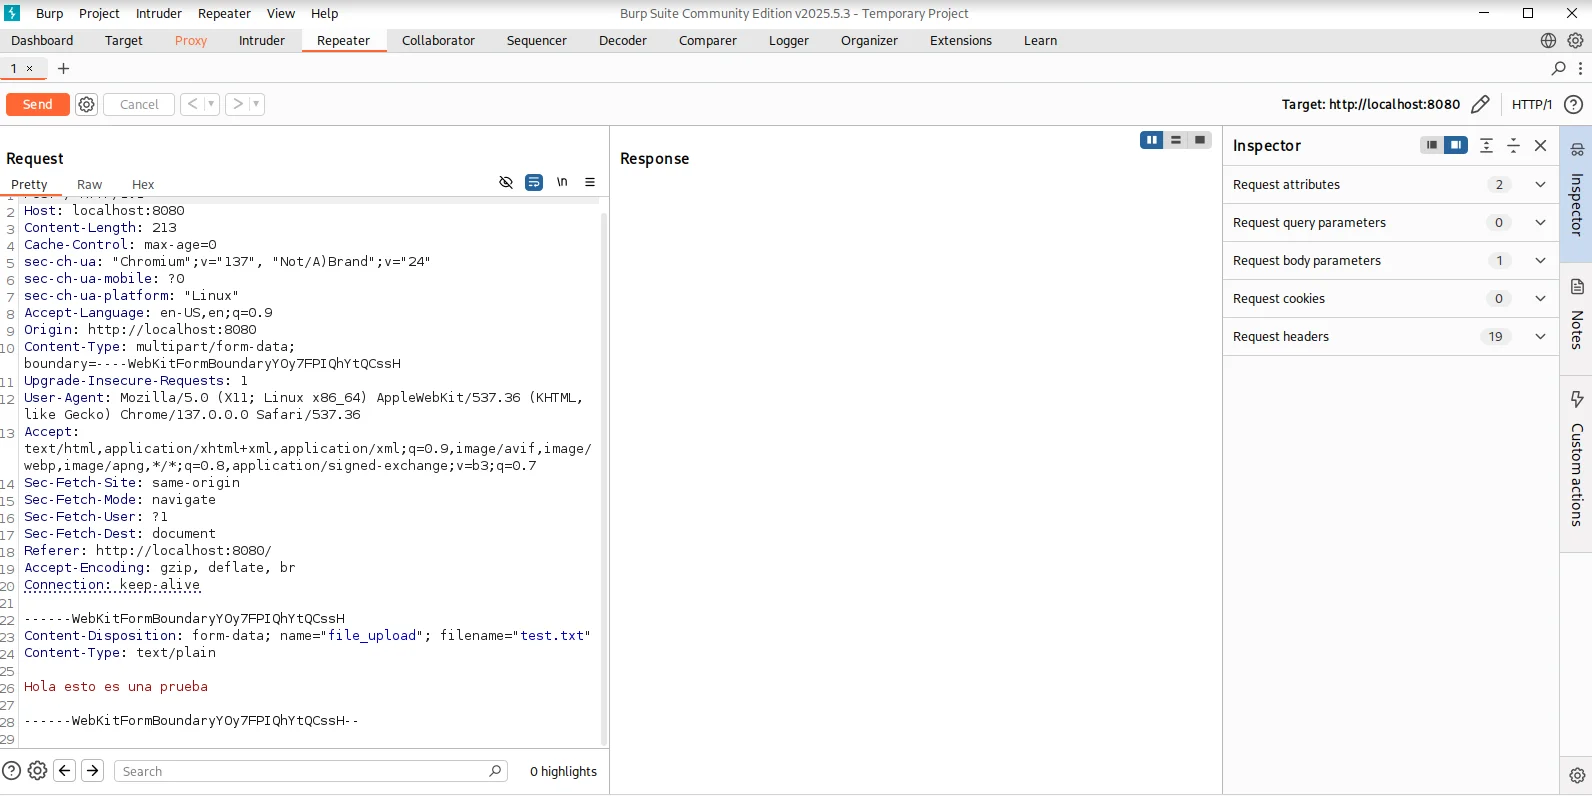 Burp Project Intruder Repeater View Help
Burp Suite Community Edition v2025.5.3 - Temporary Project
Dashboard Target Proxy Intruder Repeater Collaborator Sequencer Decoder Comparer Logger Organizer Extensions Learn
1 × +
Send Cancel < >
Target: http://localhost:8080 HTTP/1
Request
Pretty Raw Hex \n
2 Host: localhost:8080
3 Content-Length: 213
4 Cache-Control: max-age=0
5 sec-ch-ua: "Chromium";v="137", "Not/A)Brand";v="24"
6 sec-ch-ua-mobile: ?0
7 sec-ch-ua-platform: "Linux"
8 Accept-Language: en-US,en;q=0.9
9 Origin: http://localhost:8080
10 Content-Type: multipart/form-data;
boundary=----WebKitFormBoundaryYOy7FPIQhYtQCssH
11 Upgrade-Insecure-Requests: 1
12 User-Agent: Mozilla/5.0 (X11; Linux x86_64) AppleWebKit/537.36 (KHTML,
like Gecko) Chrome/137.0.0.0 Safari/537.36
13 Accept:
text/html,application/xhtml+xml,application/xml;q=0.9,image/avif,image/
webp,image/apng,*/*;q=0.8,application/signed-exchange;v=b3;q=0.7
14 Sec-Fetch-Site: same-origin
15 Sec-Fetch-Mode: navigate
16 Sec-Fetch-User: ?1
17 Sec-Fetch-Dest: document
18 Referer: http://localhost:8080/
19 Accept-Encoding: gzip, deflate, br
20 Connection: keep-alive
21
22 ------WebKitFormBoundaryYOy7FPIQhYtQCssH
23 Content-Disposition: form-data; name="file_upload"; filename="test.txt"
24 Content-Type: text/plain
25
26 Hola esto es una prueba
27
28 ------WebKitFormBoundaryYOy7FPIQhYtQCssH--
29
Search
0 highlights
Response
Inspector
Request attributes 2
Request query parameters 0
Request body parameters 1
Request cookies 0
Request headers 19
Inspector
Notes
Custom actions